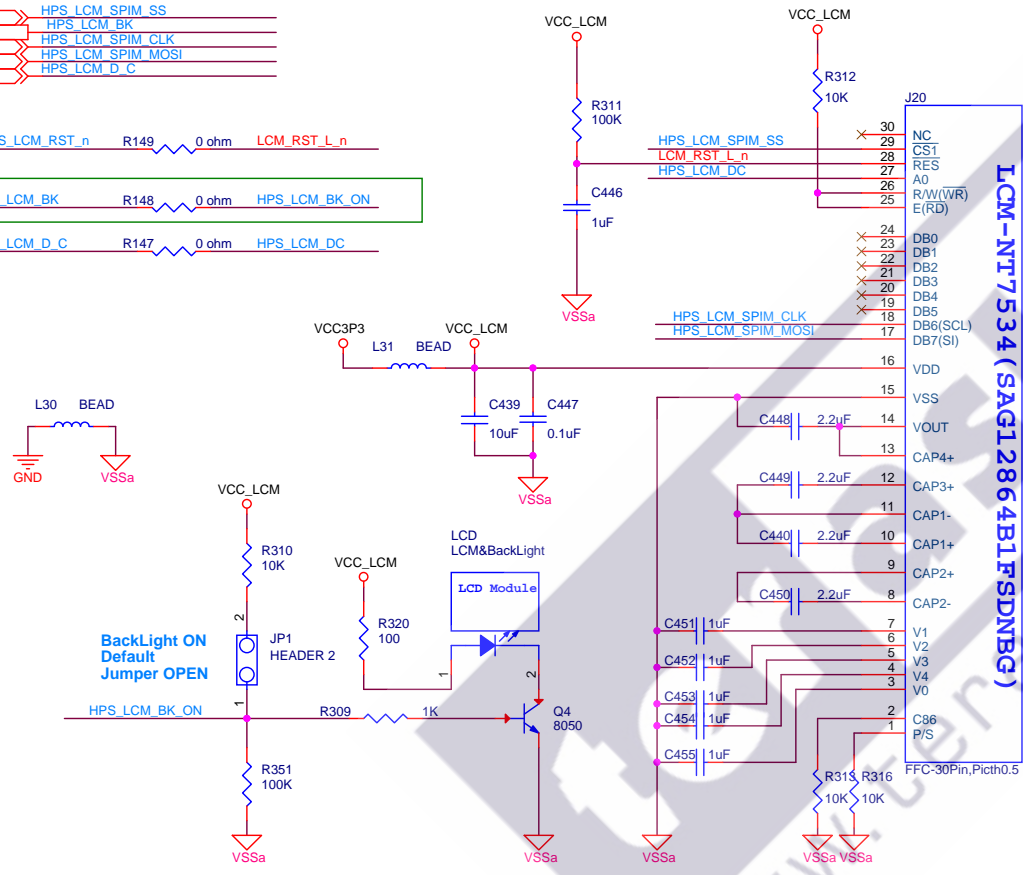 HPS_LCM_SPIM_SS
HPS_LCM_BK
HPS_LCM_SPIM_CLK
HPS_LCM_SPIM_MOSI
HPS_LCM_D_C
S_LCM_RST_n R149 0 ohm LCM_RST_L_n
_LCM_BK R148 0 ohm HPS_LCM_BK_ON
_LCM_D_C R147 0 ohm HPS_LCM_DC
VCC_LCM
R311
100K
C446
1uF
VSSa
VCC_LCM
R312
10K
HPS_LCM_SPIM_SS
LCM_RST_L_n
HPS_LCM_DC
HPS_LCM_SPIM_CLK
HPS_LCM_SPIM_MOSI
J20
30 NC
29 CS1
28 RES
27 A0
26 R/W(WR)
25 E(RD)
24 DB0
23 DB1
22 DB2
21 DB3
20 DB4
19 DB5
18 DB6(SCL)
17 DB7(SI)
16 VDD
15 VSS
14 VOUT
13 CAP4+
12 CAP3+
11 CAP1-
10 CAP1+
9 CAP2+
8 CAP2-
7 V1
6 V2
5 V3
4 V4
3 V0
2 C86
1 P/S
LCM-NT7534(SAG12864B1FSDNBG)
FFC-30Pin,Picth0.5
VCC3P3
L31 BEAD
VCC_LCM
C439
10uF
C447
0.1uF
VSSa
L30 BEAD
GND
VSSa
C448 2.2uF
C449 2.2uF
C440 2.2uF
C450 2.2uF
C451 1uF
C452 1uF
C453 1uF
C454 1uF
C455 1uF
VSSa
R313
10K
R316
10K
VSSa
VSSa
VCC_LCM
R310
10K
2
JP1
HEADER 2
1
BackLight ON
Default
Jumper OPEN
HPS_LCM_BK_ON
R351
100K
VSSa
VCC_LCM
R320
100
LCD
LCM&BackLight
LCD Module
1
2
R309 1K
Q4
8050
VSSa